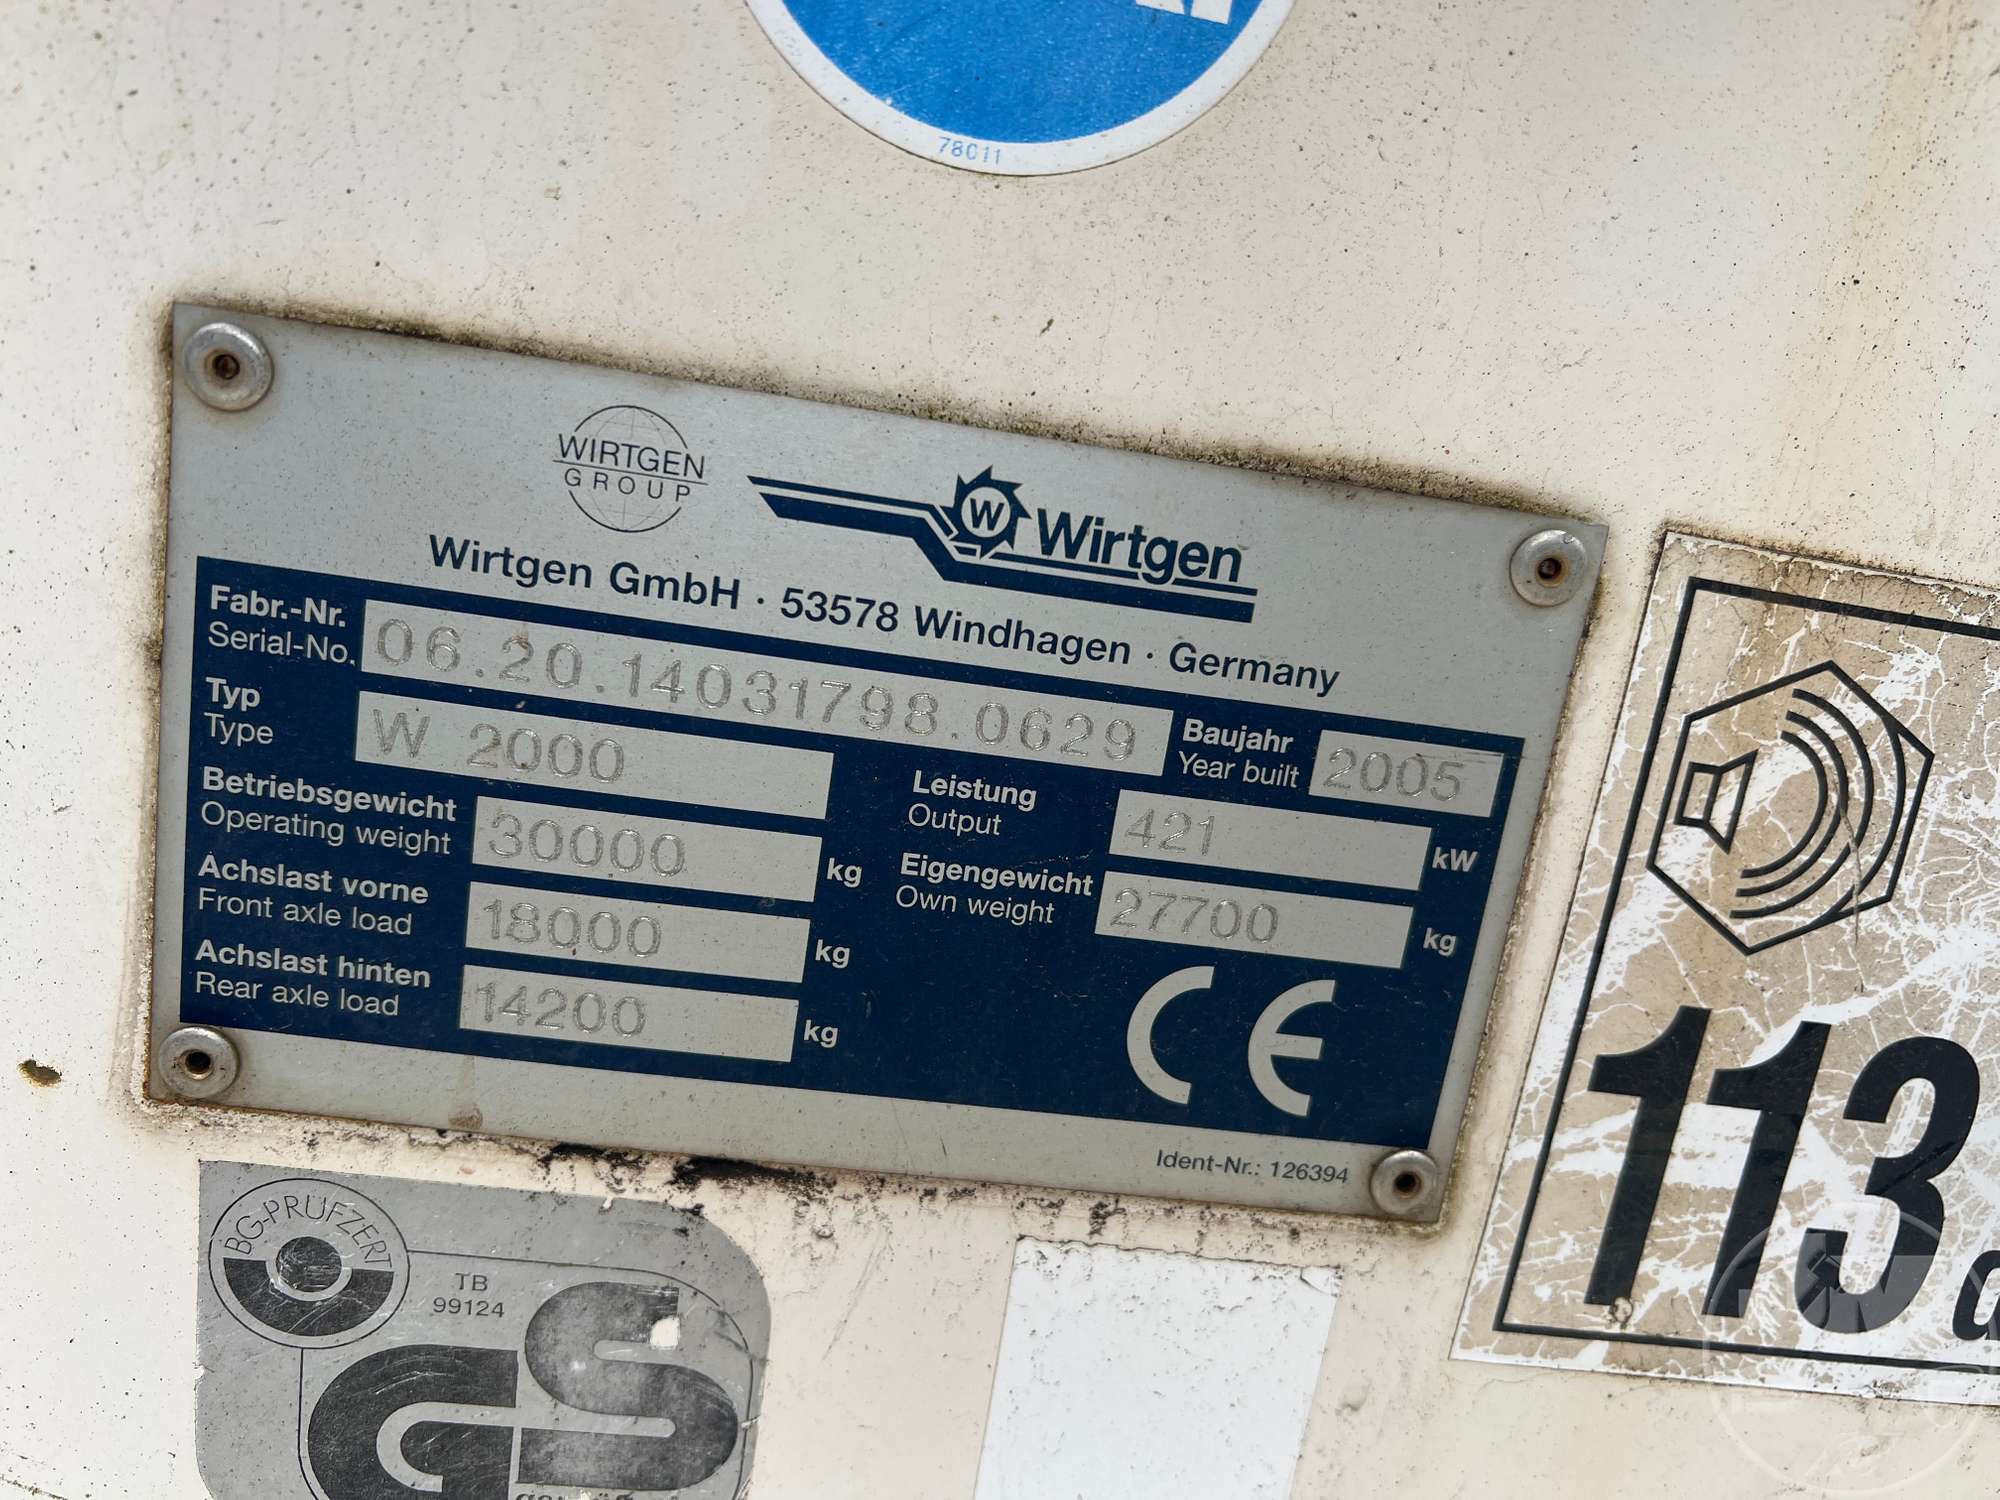 78011
WIRTGEN
GROUP
W Wirtgen
Wirtgen GmbH · 53578 Windhagen · Germany
Fabr.-Nr.
Serial-No.
06.20.14031798.0629
Baujahr
Year built
2005
Typ
Type
W 2000
Leistung
Output
421
kW
Betriebsgewicht
Operating weight
30000
kg
Eigengewicht
Own weight
27700
kg
Achslast vorne
Front axle load
18000
kg
Achslast hinten
Rear axle load
14200
kg
CE
Ident-Nr.: 126394
113
BG-PRÜFZERT
TB
99124
GS